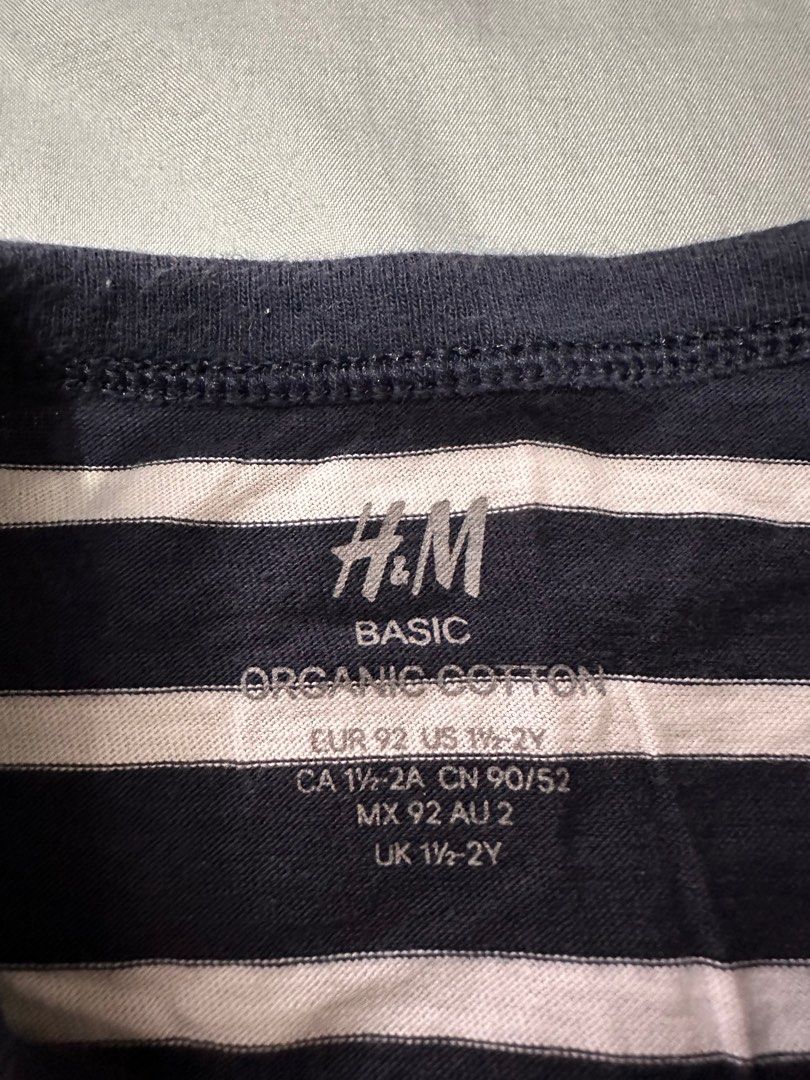 H&M
BASIC
ORGANIC COTTON
EUR 92 US 1½-2Y
CA 1½-2A CN 90/52
MX 92 AU 2
UK 1½-2Y